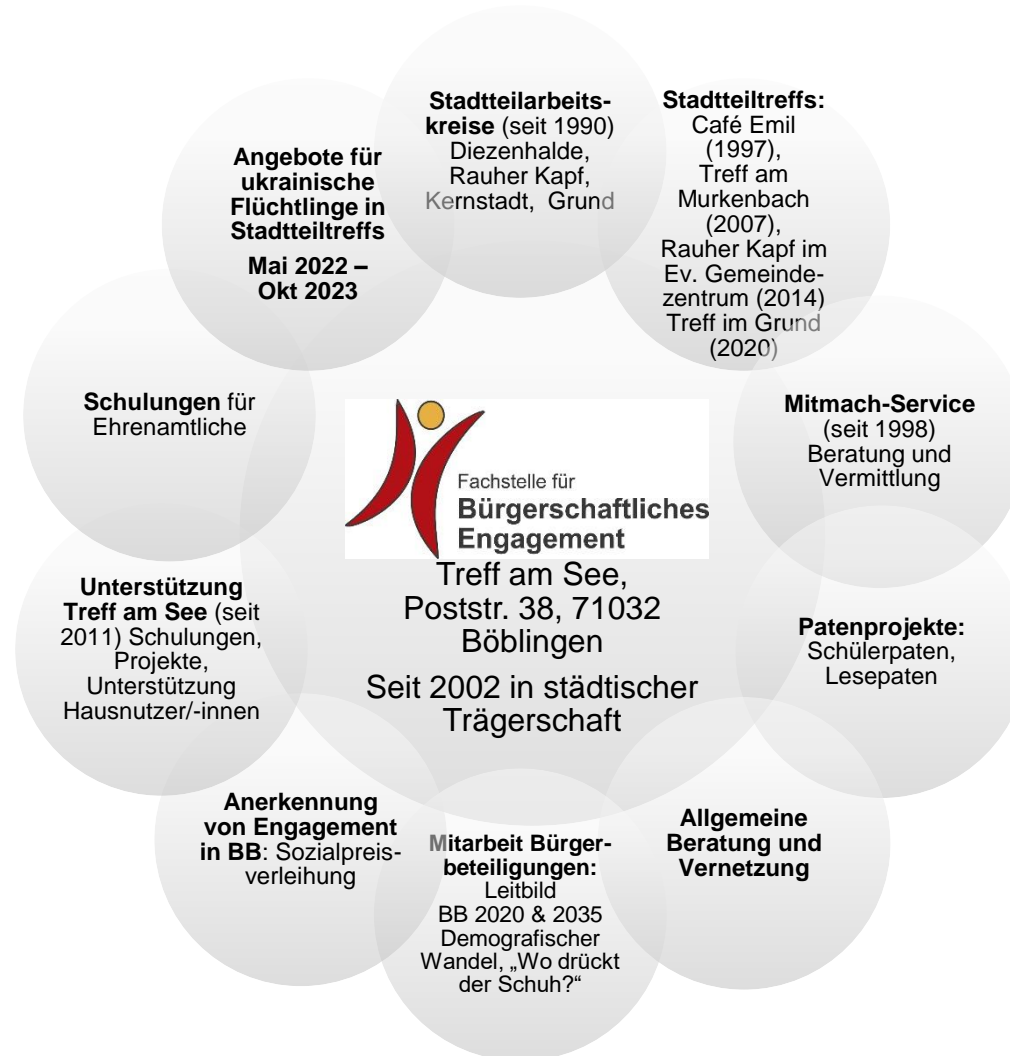 Stadtteilarbeits-
kreise (seit 1990)
Diezenhalde,
Rauher Kapf,
Kernstadt, Grund
Stadtteiltreffs:
Café Emil
(1997),
Treff am
Murkenbach
(2007),
Rauher Kapf im
Ev. Gemeinde-
zentrum (2014)
Treff im Grund
(2020)
Mitmach-Service
(seit 1998)
Beratung und
Vermittlung
Patenprojekte:
Schülerpaten,
Lesepaten
Allgemeine
Beratung und
Vernetzung
Mitarbeit Bürger-
beteiligungen:
Leitbild
BB 2020 & 2035
Demografischer
Wandel, „Wo drückt
der Schuh?“
Anerkennung
von Engagement
in BB: Sozialpreis-
verleihung
Unterstützung
Treff am See (seit
2011) Schulungen,
Projekte,
Unterstützung
Hausnutzer/-innen
Schulungen für
Ehrenamtliche
Angebote für
ukrainische
Flüchtlinge in
Stadtteiltreffs
Mai 2022 –
Okt 2023
Fachstelle für
Bürgerschaftliches
Engagement
Treff am See,
Poststr. 38, 71032
Böblingen
Seit 2002 in städtischer
Trägerschaft